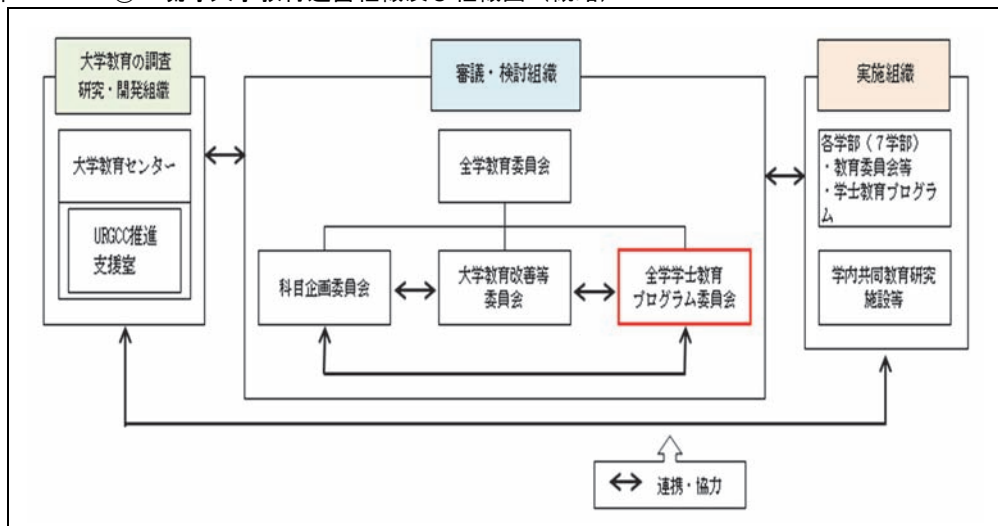 大学教育の調査
研究・開発組織
大学教育センター
URGCC推進
支援室
審議・検討組織
全学教育委員会
科目企画委員会
大学教育改善等
委員会
全学学士教育
プログラム委員会
実施組織
各学部（7学部）
・教育委員会等
・学士教育プログラ
ム
学内共同教育研究
施設等
連携・協力